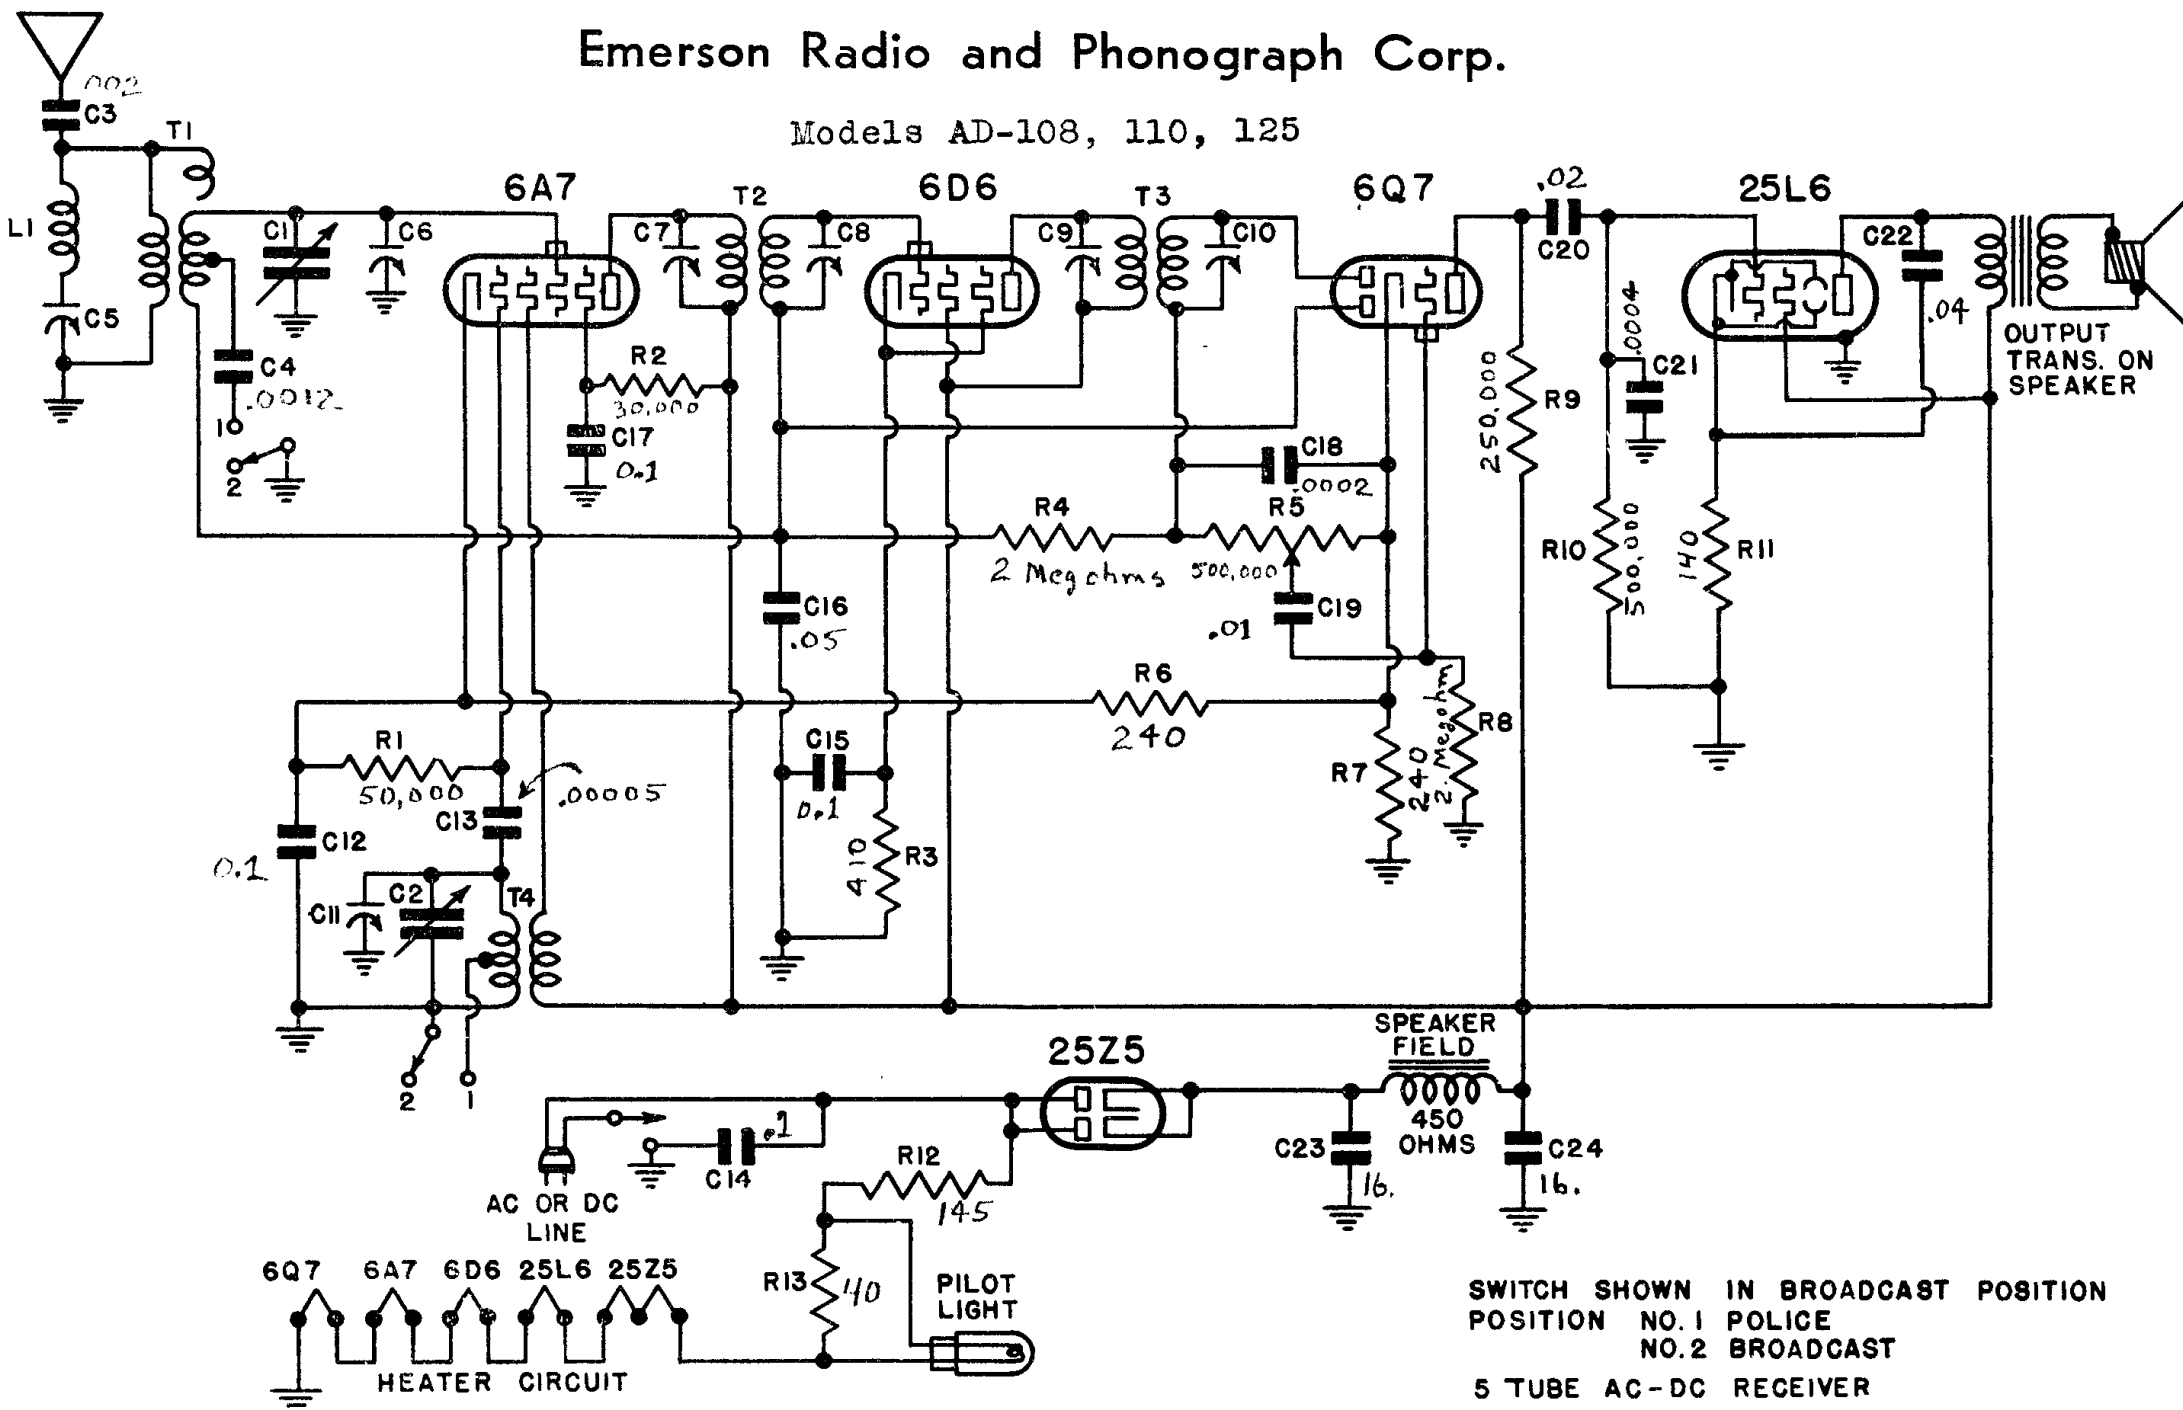 Emerson Radio and Phonograph Corp.
Models AD-108, 110, 125
.002
C3
T1
L1
C5
C4
.0012
1
2
C1
C6
6A7
C7
T2
C8
6D6
C9
T3
C10
6Q7
.02
C20
25L6
C22
.04
OUTPUT
TRANS. ON
SPEAKER
R2
30,000
C17
0.1
C18
.0002
R4
2 Megohms
R5
500,000
C19
.01
250,000
R9
.0004
C21
R10
500,000
140
R11
C16
.05
R6
240
R7
240
2. Megohm
R8
R1
50,000
C13
.00005
C12
0.1
C15
0.1
410
R3
C11
C2
T4
2
1
25Z5
SPEAKER
FIELD
450
OHMS
C23
16.
C24
16.
AC OR DC
LINE
C14
.1
R12
145
R13
40
PILOT
LIGHT
6Q7 6A7 6D6 25L6 25Z5
HEATER CIRCUIT
SWITCH SHOWN IN BROADCAST POSITION
POSITION NO. 1 POLICE
NO. 2 BROADCAST
5 TUBE AC-DC RECEIVER